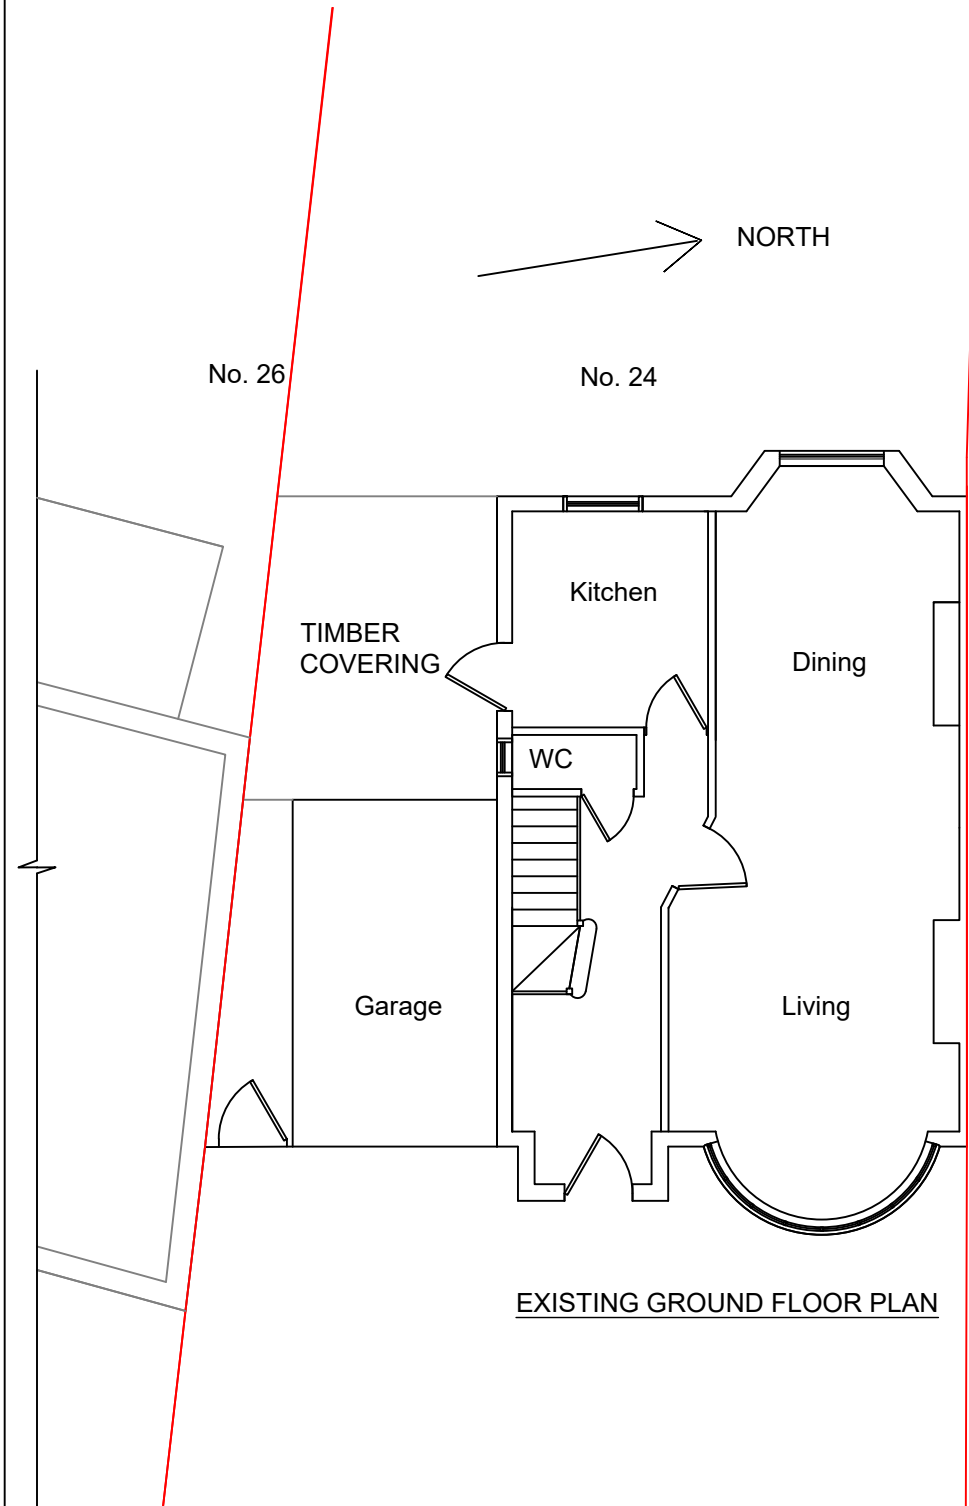 NORTH
No. 26
No. 24
Kitchen
TIMBER
COVERING
Dining
WC
Garage
Living
EXISTING GROUND FLOOR PLAN